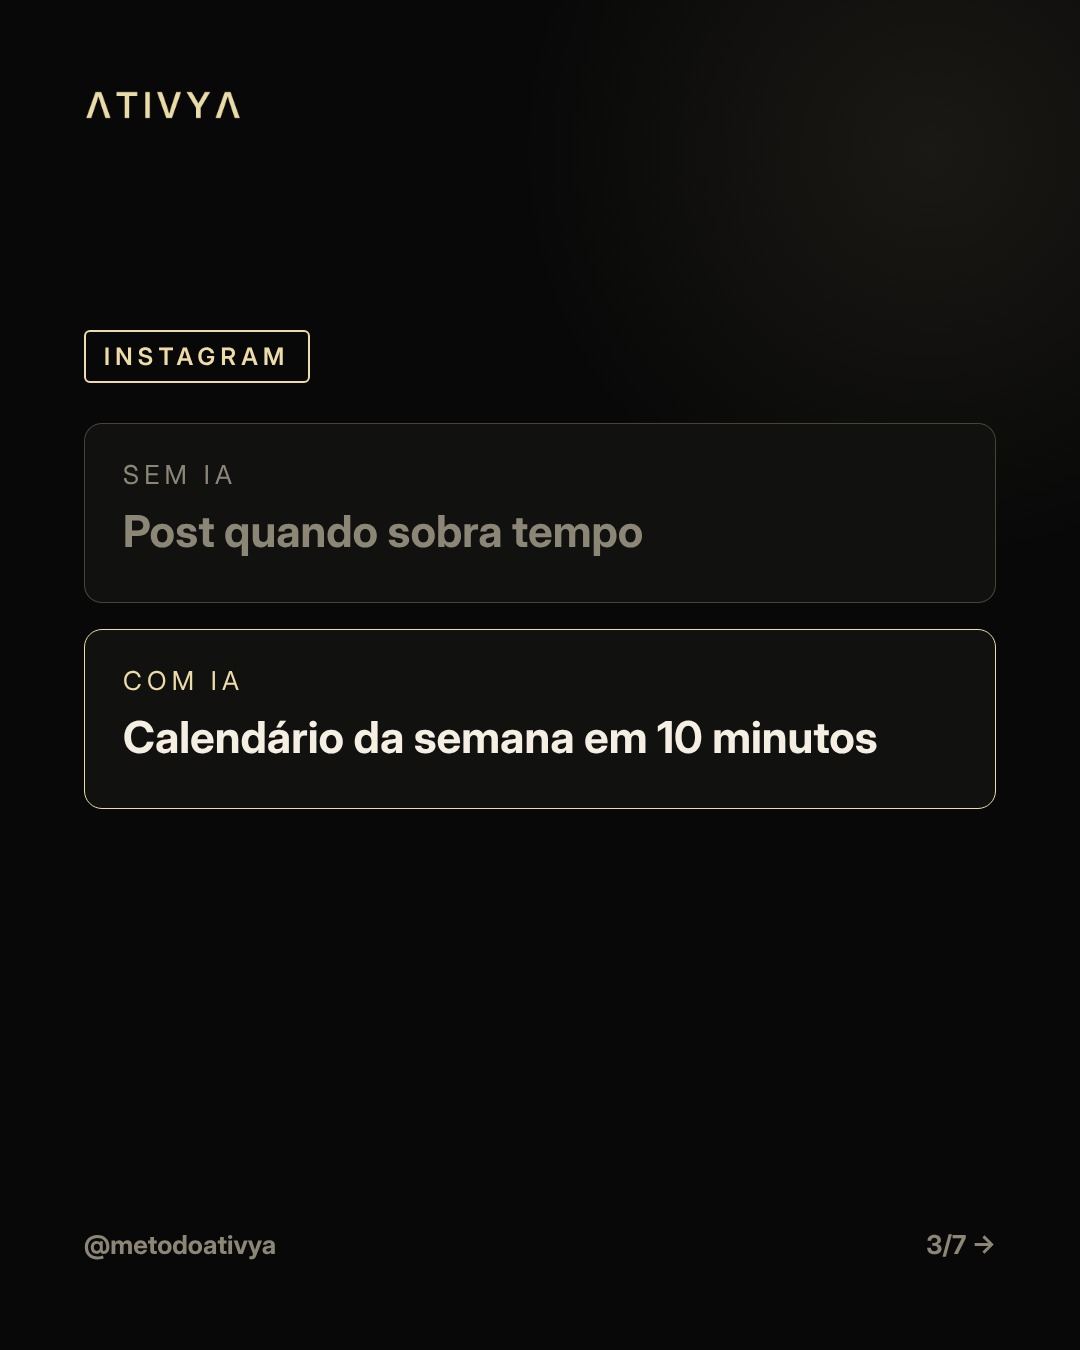 ATIVYA
INSTAGRAM
SEM IA
Post quando sobra tempo
COM IA
Calendário da semana em 10 minutos
@metodoativya
3/7 →